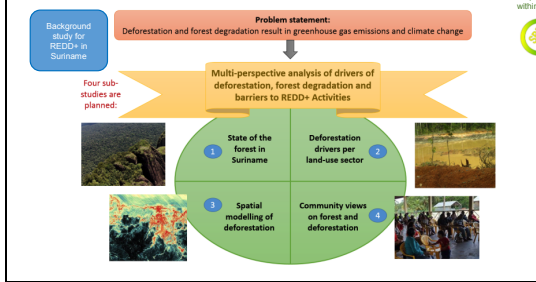 Background
study for
REDD+ in
Suriname
Problem statement:
Deforestation and forest degradation result in greenhouse gas emissions and climate change
within
Four sub-
studies are
planned:
Multi-perspective analysis of drivers of
deforestation, forest degradation and
barriers to REDD+ Activities
1
State of the
forest in
Suriname
Deforestation
drivers per
land-use sector
2
3
Spatial
modelling of
deforestation
Community views
on forest and
deforestation
4